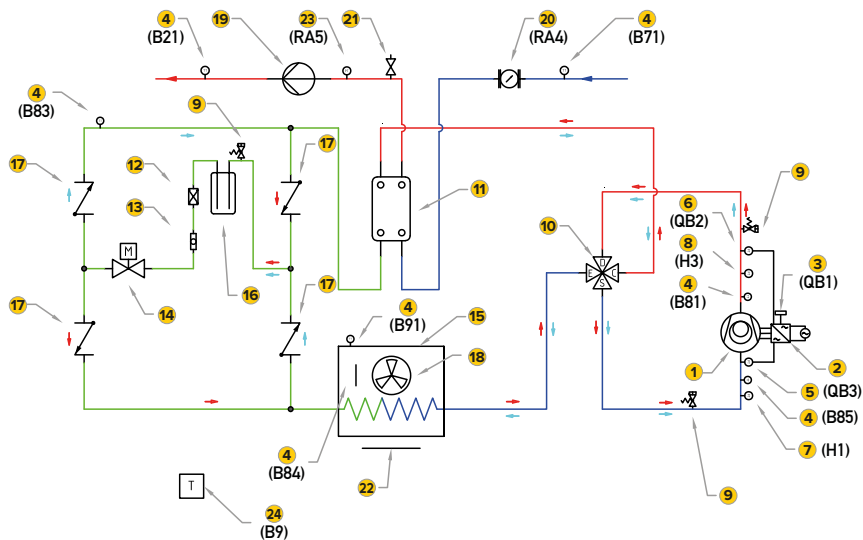 4
(B21)
19
23
(RA5)
21
20
(RA4)
4
(B71)
4
(B83)
9
17
12
17
13
11
16
14
17
17
4
(B91)
15
18
4
(B84)
22
M
10
D
E
C
S
6
(QB2)
9
8
(H3)
3
(QB1)
4
(B81)
1
2
5 (QB3)
4 (B85)
7 (H1)
9
T
24
(B9)